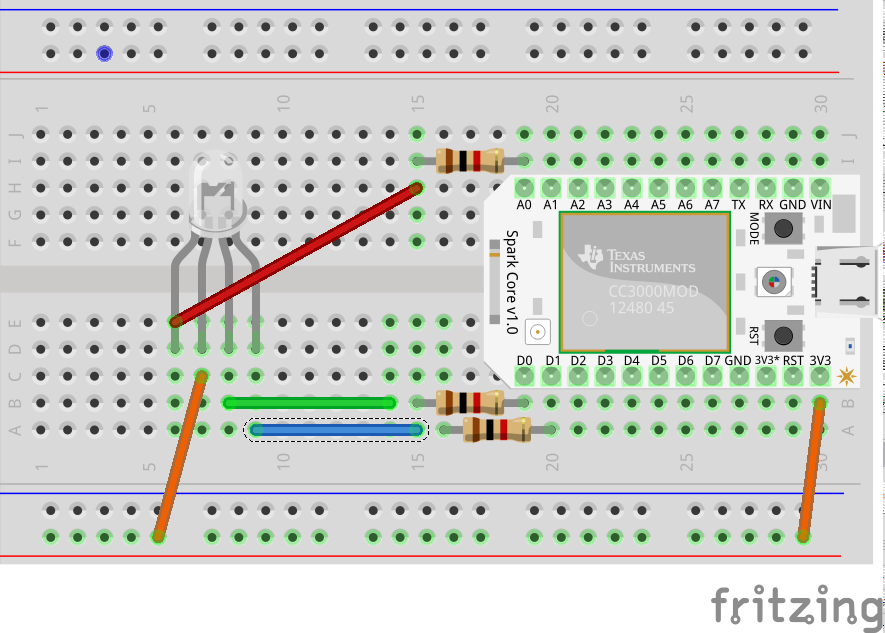 1 5 10 15 20 25 30
J J
I I
H
G
F
A0 A1 A2 A3 A4 A5 A6 A7 TX RX GND VIN
MODE
Spark Core v1.0
TEXAS
INSTRUMENTS
CC3000MOD
12480 45
RST
E
D
C
D0 D1 D2 D3 D4 D5 D6 D7 GND 3V3* RST 3V3
B B
A A
1 5 10 15 20 25 30
fritzing